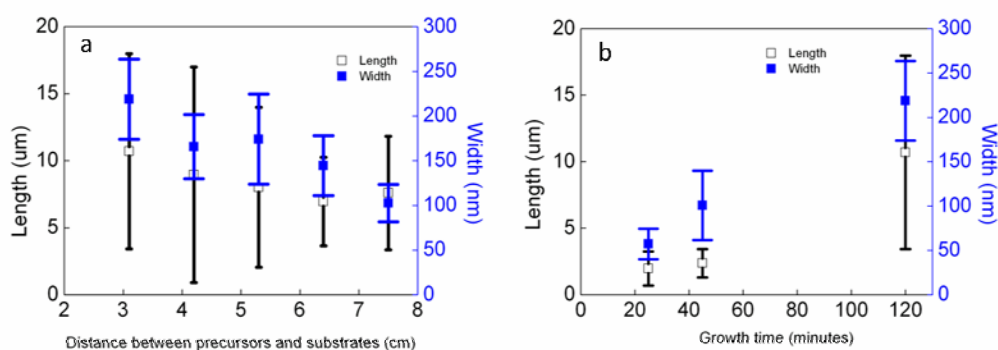 a
Length
Width
20
15
10
5
0
Length (um)
300
250
200
150
100
50
0
Width (nm)
2 3 4 5 6 7 8
Distance between precursors and substrates (cm)
b
Length
Width
20
15
10
5
0
Length (um)
300
250
200
150
100
50
0
Width (nm)
0 20 40 60 80 100 120
Growth time (minutes)